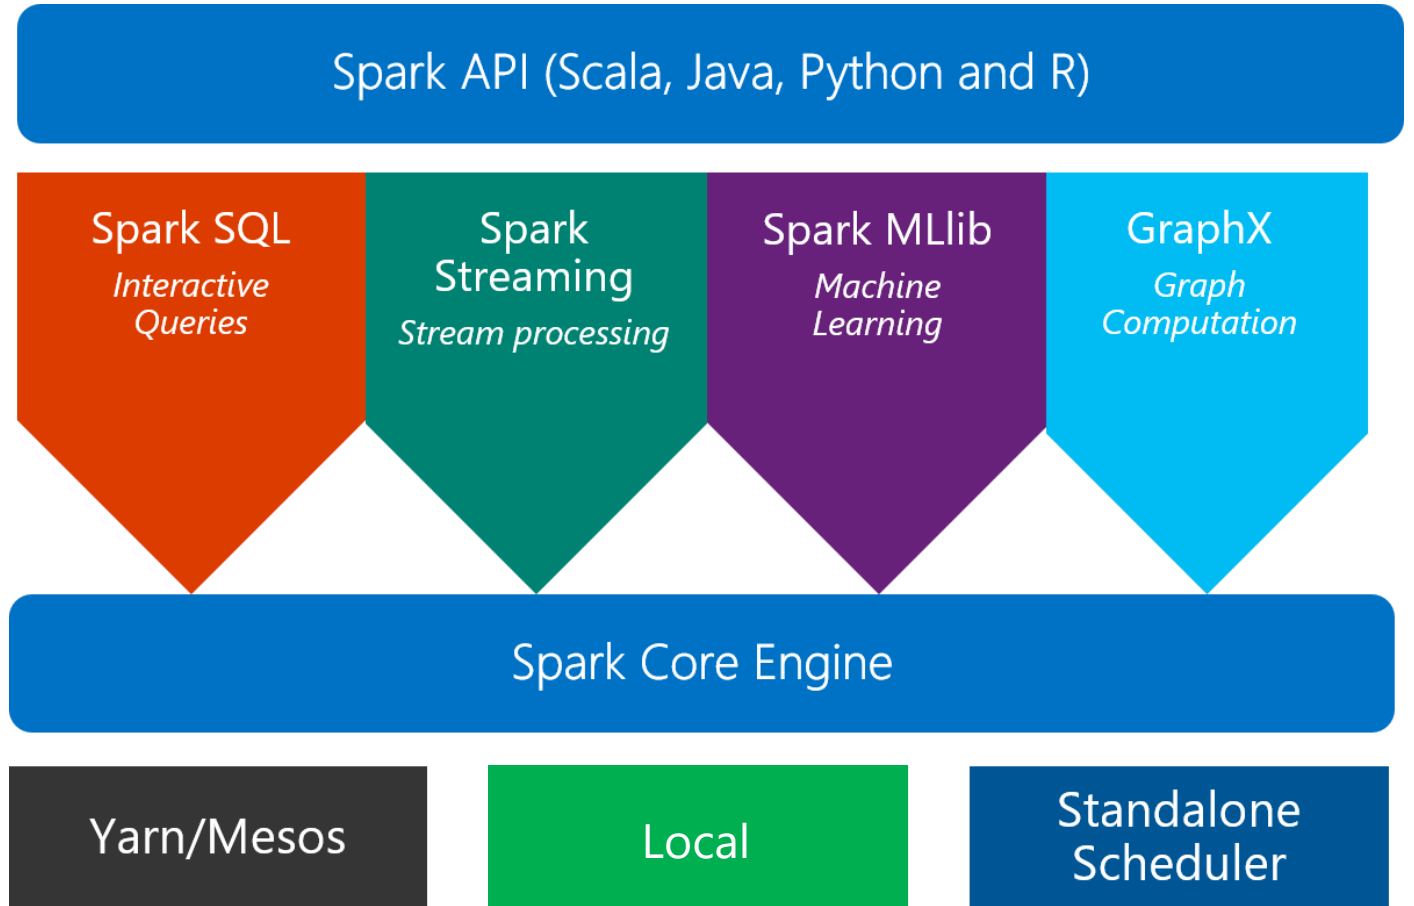 Spark API (Scala, Java, Python and R)
Spark SQL
Interactive
Queries
Spark
Streaming
Stream processing
Spark MLlib
Machine
Learning
GraphX
Graph
Computation
Spark Core Engine
Yarn/Mesos
Local
Standalone
Scheduler